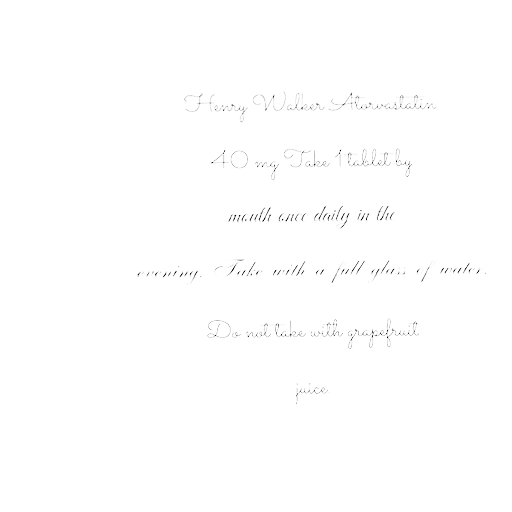 Henry Walker Atorvastatin
40 mg Take 1 tablet by
mouth once daily in the
evening. Take with a full glass of water.
Do not take with grapefruit
juice